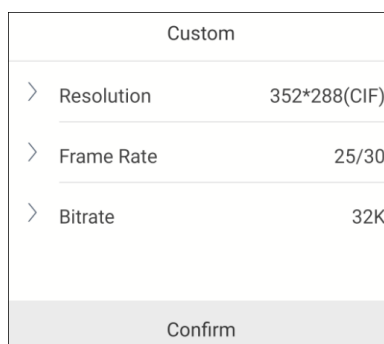 Custom
Resolution 352*288(CIF)
Frame Rate 25/30
Bitrate 32K
Confirm